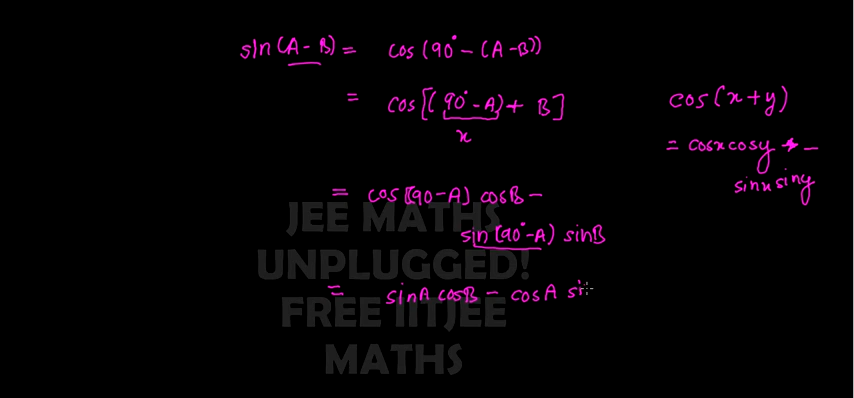 sin(A - B) = cos(90° - (A - B))
= cos[(90° - A) + B]
x
= cos[(90 - A) cosB -
sin(90° - A) sinB
= sinA cosB - cosA si
cos(x + y)
= cosx cosy -
sinx siny
JEE MATHS
UNPLUGGED!
FREE IITJEE
MATHS